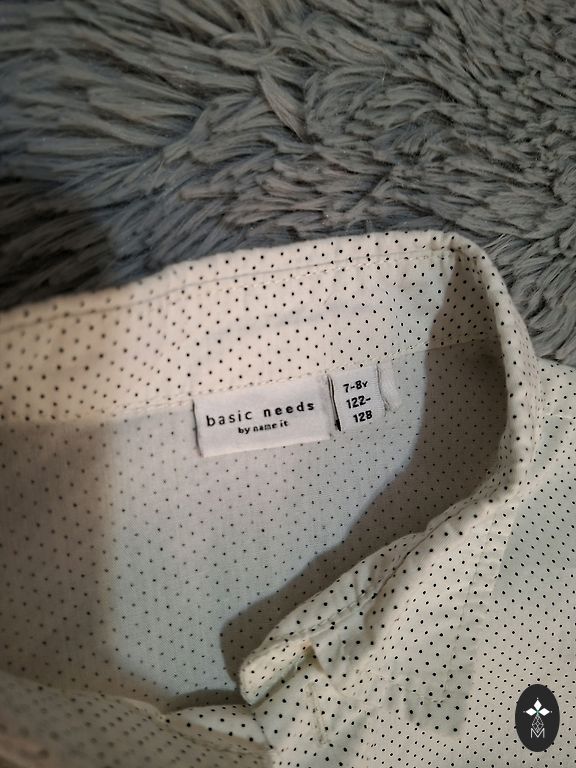 basic needs
by name it
7-8Y
122-
128
M